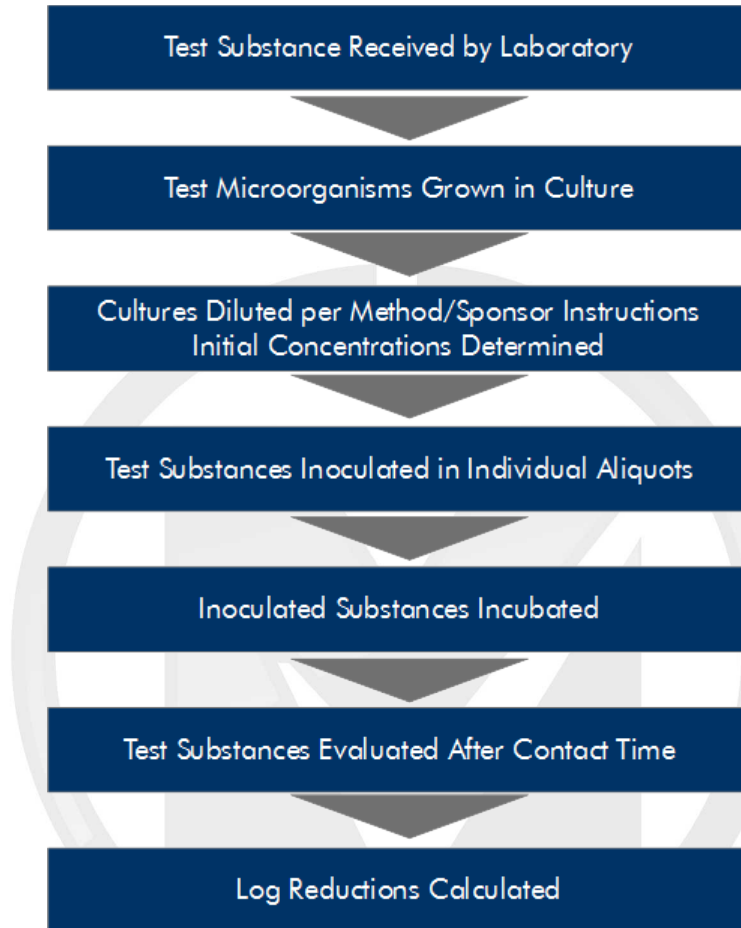 Test Substance Received by Laboratory
Test Microorganisms Grown in Culture
Cultures Diluted per Method/Sponsor Instructions
Initial Concentrations Determined
Test Substances Inoculated in Individual Aliquots
Inoculated Substances Incubated
Test Substances Evaluated After Contact Time
Log Reductions Calculated